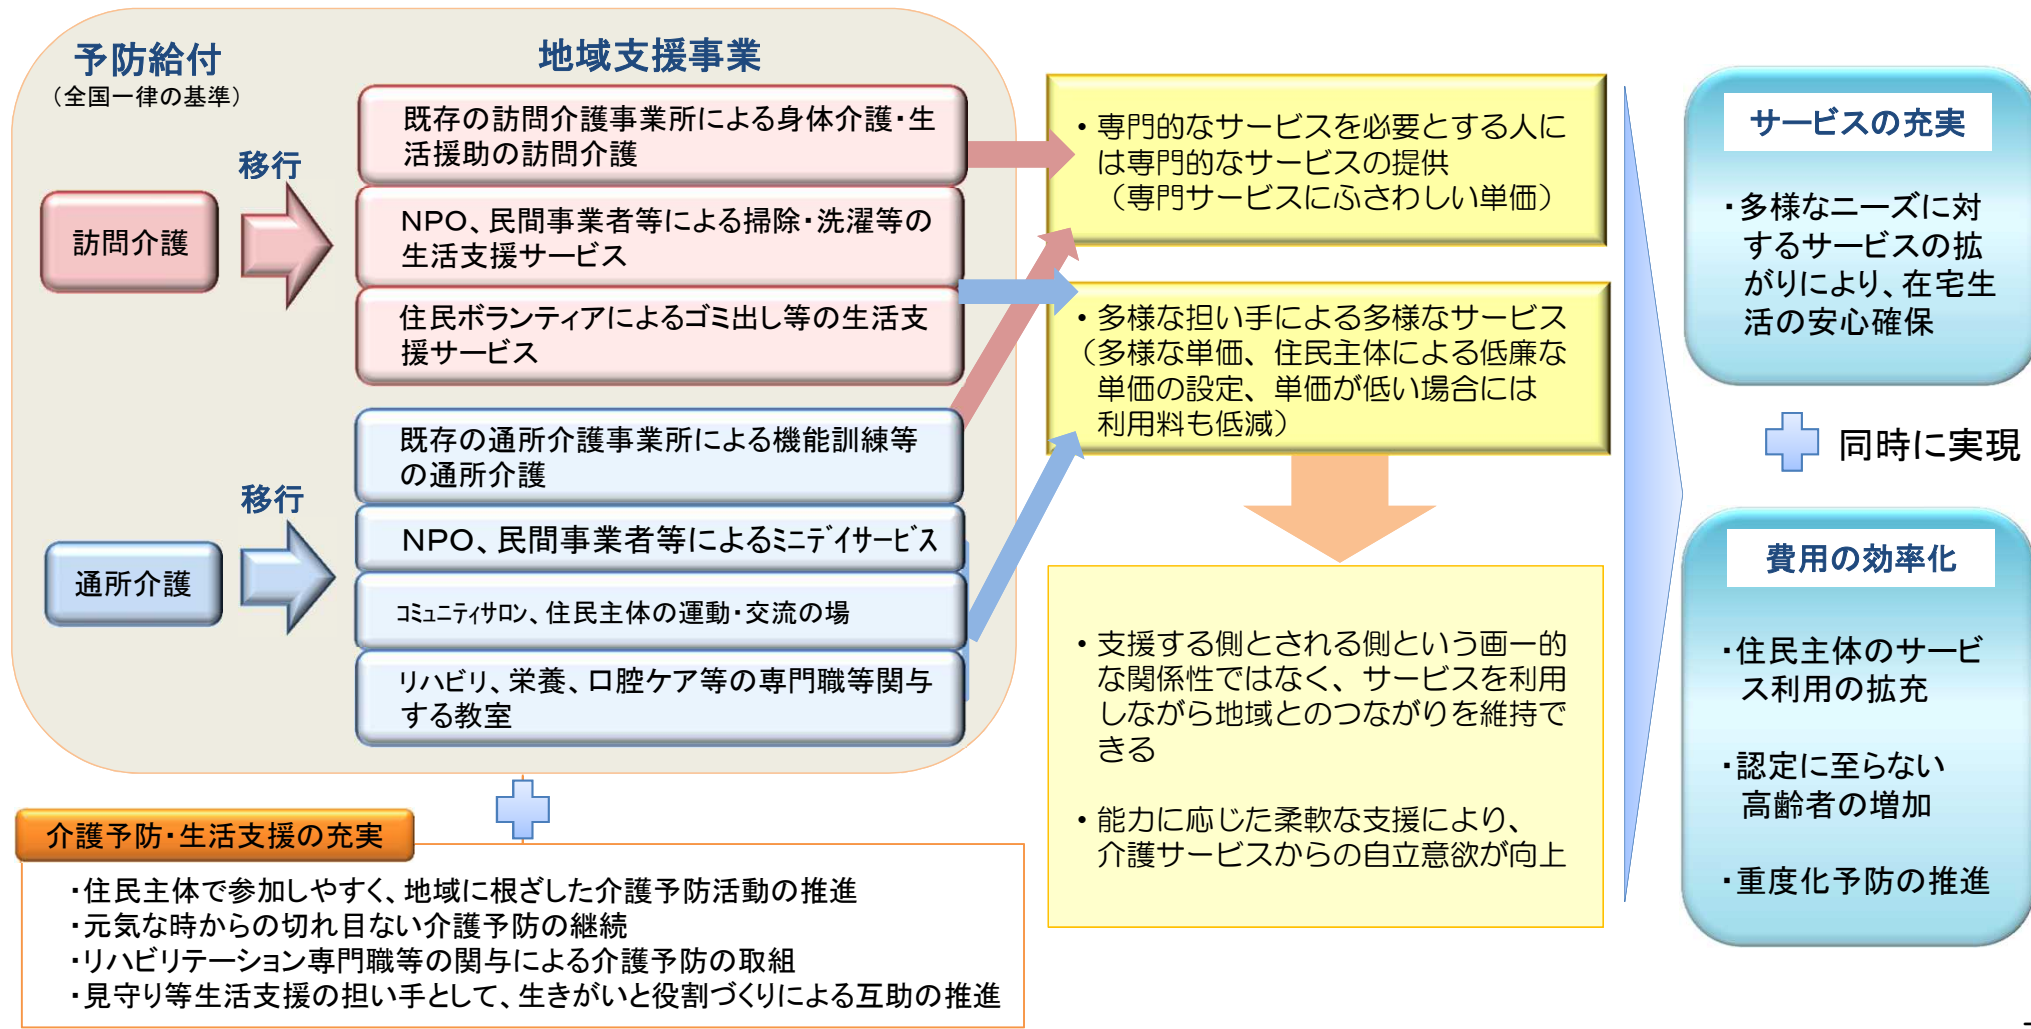 予防給付
（全国一律の基準）
地域支援事業
移行
訪問介護
既存の訪問介護事業所による身体介護・生
活援助の訪問介護
ＮＰＯ、民間事業者等による掃除・洗濯等の
生活支援サービス
住民ボランティアによるゴミ出し等の生活支
援サービス
移行
通所介護
既存の通所介護事業所による機能訓練等
の通所介護
ＮＰＯ、民間事業者等によるﾐﾆﾃﾞｲサｰﾋﾞｽ
ｺﾐｭﾆﾃｨサﾛﾝ、住民主体の運動・交流の場
リハビリ、栄養、口腔ケア等の専門職等関与
する教室
介護予防・生活支援の充実
・住民主体で参加しやすく、地域に根ざした介護予防活動の推進
・元気な時からの切れ目ない介護予防の継続
・リハビリテーション専門職等の関与による介護予防の取組
・見守り等生活支援の担い手として、生きがいと役割づくりによる互助の推進
・専門的なサービスを必要とする人に
は専門的なサービスの提供
（専門サービスにふさわしい単価）
・多様な担い手による多様なサービス
（多様な単価、住民主体による低廉な
単価の設定、単価が低い場合には
利用料も低減）
・支援する側とされる側という画一的
な関係性ではなく、サービスを利用
しながら地域とのつながりを維持で
きる
・能力に応じた柔軟な支援により、
介護サービスからの自立意欲が向上
サービスの充実
・多様なニーズに対
するサービスの拡
がりにより、在宅生
活の安心確保
同時に実現
費用の効率化
・住民主体のサービ
ス利用の拡充
・認定に至らない
高齢者の増加
・重度化予防の推進